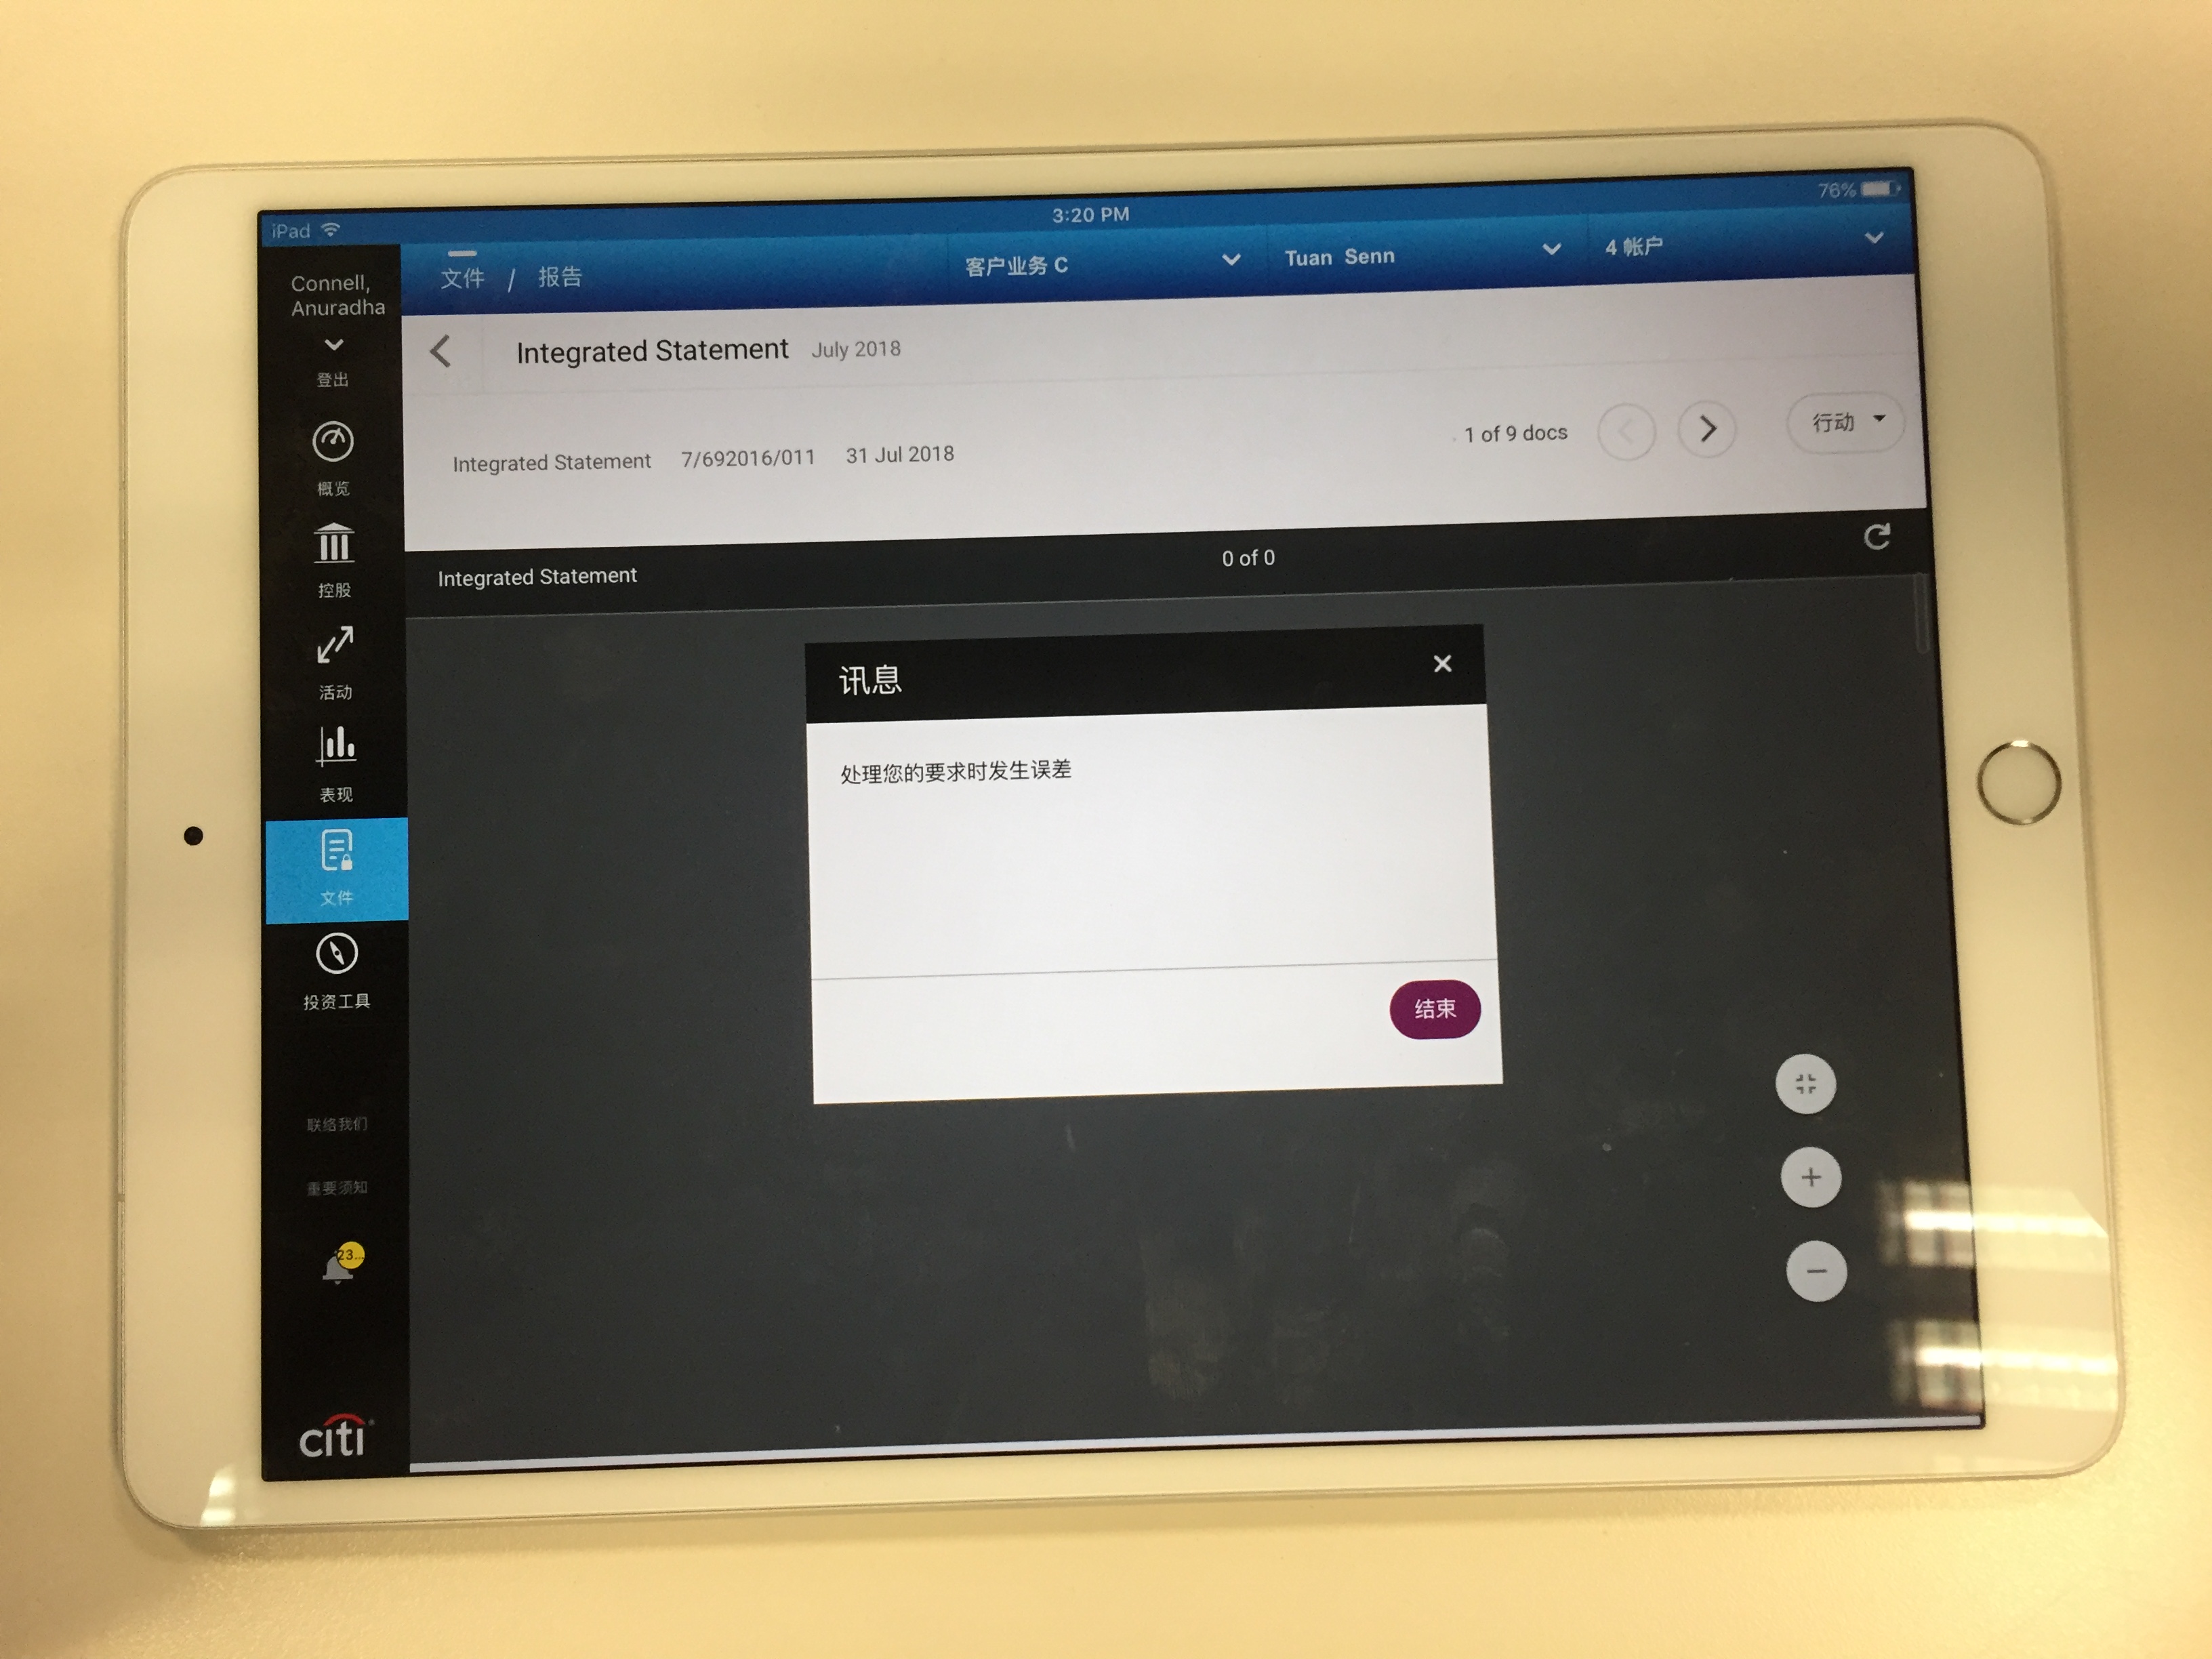 iPad
3:20 PM
76%
Connell,
Anuradha
文件 / 报告
客户业务 C
Tuan Senn
4 帐户
登出
Integrated Statement July 2018
概览
Integrated Statement 7/692016/011 31 Jul 2018
1 of 9 docs
行动
控股
Integrated Statement
0 of 0
活动
表现
文件
投资工具
联络我们
重要须知
23...
citi
讯息
×
处理您的要求时发生误差
结束
+
−